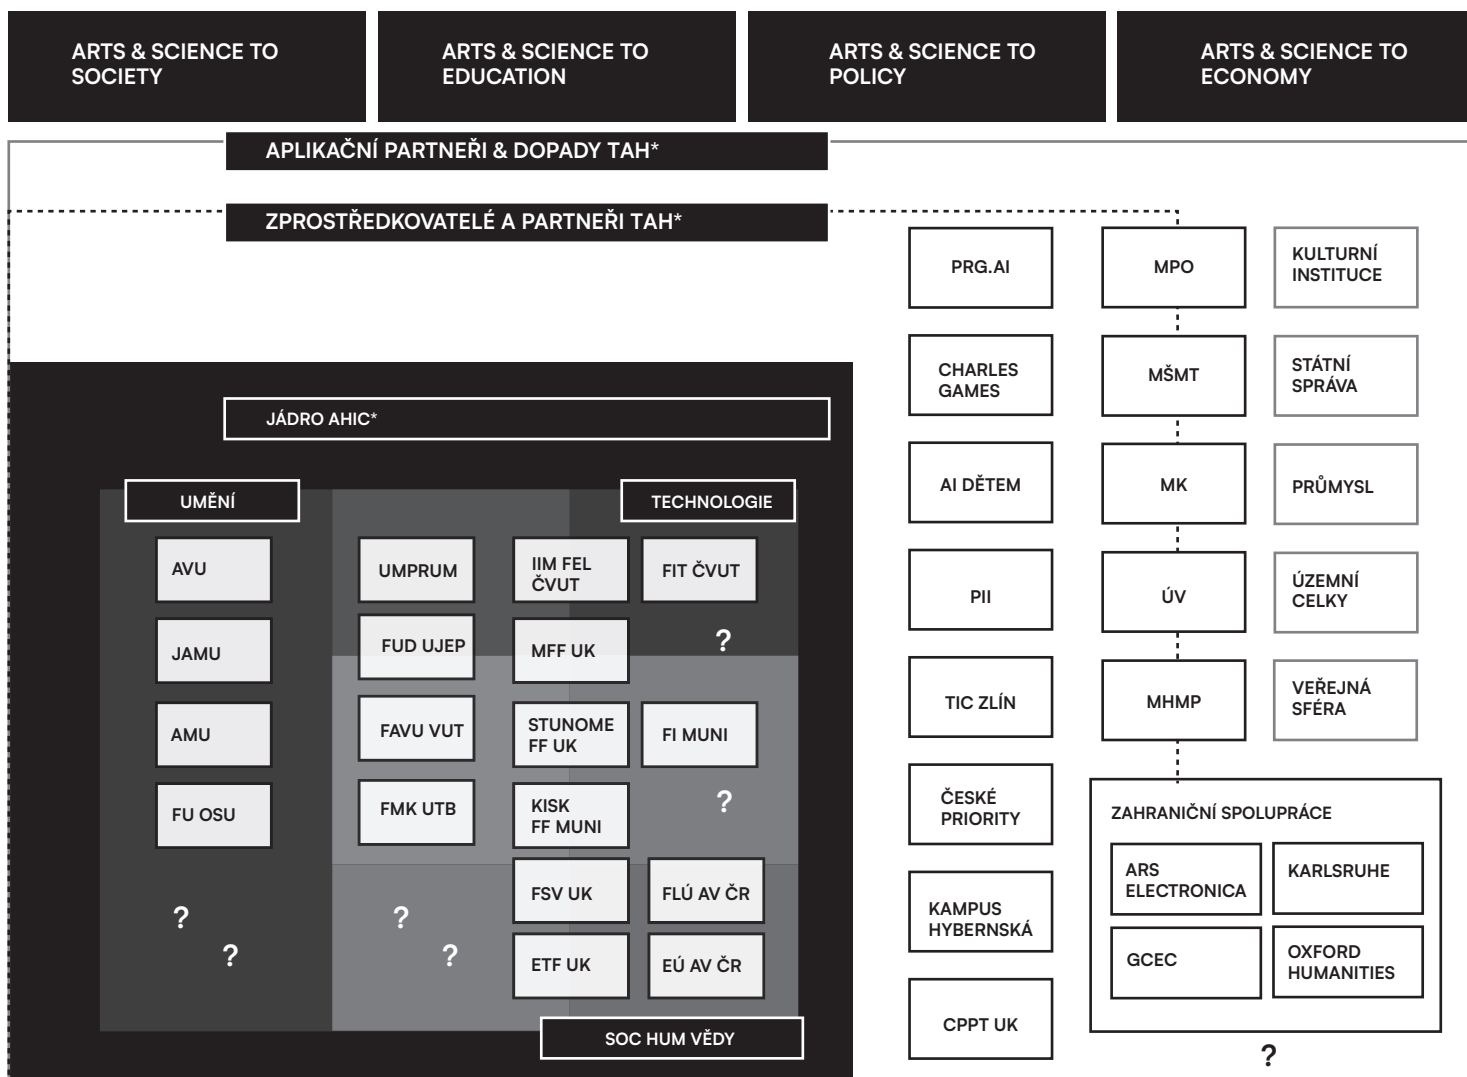 ARTS & SCIENCE TO
SOCIETY
ARTS & SCIENCE TO
EDUCATION
ARTS & SCIENCE TO
POLICY
ARTS & SCIENCE TO
ECONOMY
APLIKAČNÍ PARTNEŘI & DOPADY TAH*
ZPROSTŘEDKOVATELÉ A PARTNEŘI TAH*
JÁDRO AHIC*
UMĚNÍ
TECHNOLOGIE
AVU
JAMU
AMU
FU OSU
?
?
UMPRUM
FUD UJEP
FAVU VUT
FMK UTB
?
?
IIM FEL
ČVUT
MFF UK
STUNOME
FF UK
KISK
FF MUNI
FSV UK
ETF UK
FIT ČVUT
?
FI MUNI
?
FLÚ AV ČR
EÚ AV ČR
SOC HUM VĚDY
PRG.AI
CHARLES
GAMES
AI DĚTEM
PII
TIC ZLÍN
ČESKÉ
PRIORITY
KAMPUS
HYBERNSKÁ
CPPT UK
MPO
MŠMT
MK
ÚV
MHMP
KULTURNÍ
INSTITUCE
STÁTNÍ
SPRÁVA
PRŮMYSL
ÚZEMNÍ
CELKY
VEŘEJNÁ
SFÉRA
ZAHRANIČNÍ SPOLUPRÁCE
ARS
ELECTRONICA
KARLSRUHE
GCEC
OXFORD
HUMANITIES
?